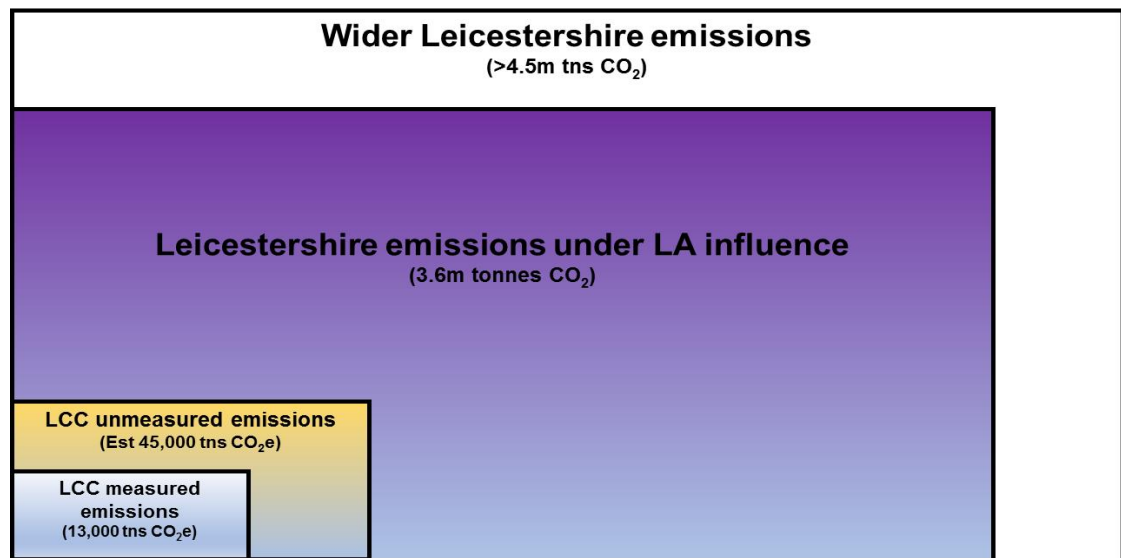 Wider Leicestershire emissions
(>4.5m tns CO₂)
Leicestershire emissions under LA influence
(3.6m tonnes CO₂)
LCC unmeasured emissions
(Est 45,000 tns CO₂e)
LCC measured
emissions
(13,000 tns CO₂e)